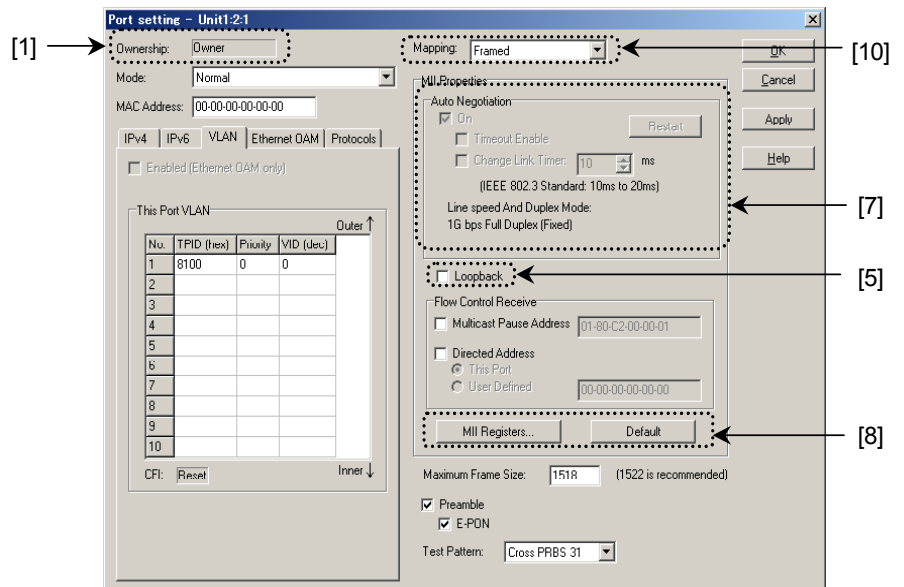 Port setting - Unit1:2:1
[1]
Ownership: Owner
Mode: Normal
MAC Address: 00-00-00-00-00-00
IPv4 IPv6 VLAN Ethernet OAM Protocols
Enabled (Ethernet OAM only)
This Port VLAN
Outer ↑
No. TPID (hex) Priority VID (dec)
1 8100 0 0
2
3
4
5
6
7
8
9
10
CFI: Reset
Inner ↓
Mapping: Framed
[10]
MII Properties
Auto Negotiation
On
Restart
Timeout Enable
Change Link Timer: 10 ms
(IEEE 802.3 Standard: 10ms to 20ms)
Line speed And Duplex Mode:
1G bps Full Duplex (Fixed)
[7]
Loopback
[5]
Flow Control Receive
Multicast Pause Address 01-80-C2-00-00-01
Directed Address
This Port
User Defined 00-00-00-00-00-00
MII Registers... Default
[8]
Maximum Frame Size: 1518 (1522 is recommended)
Preamble
E-PON
Test Pattern: Cross PRBS 31
OK
Cancel
Apply
Help